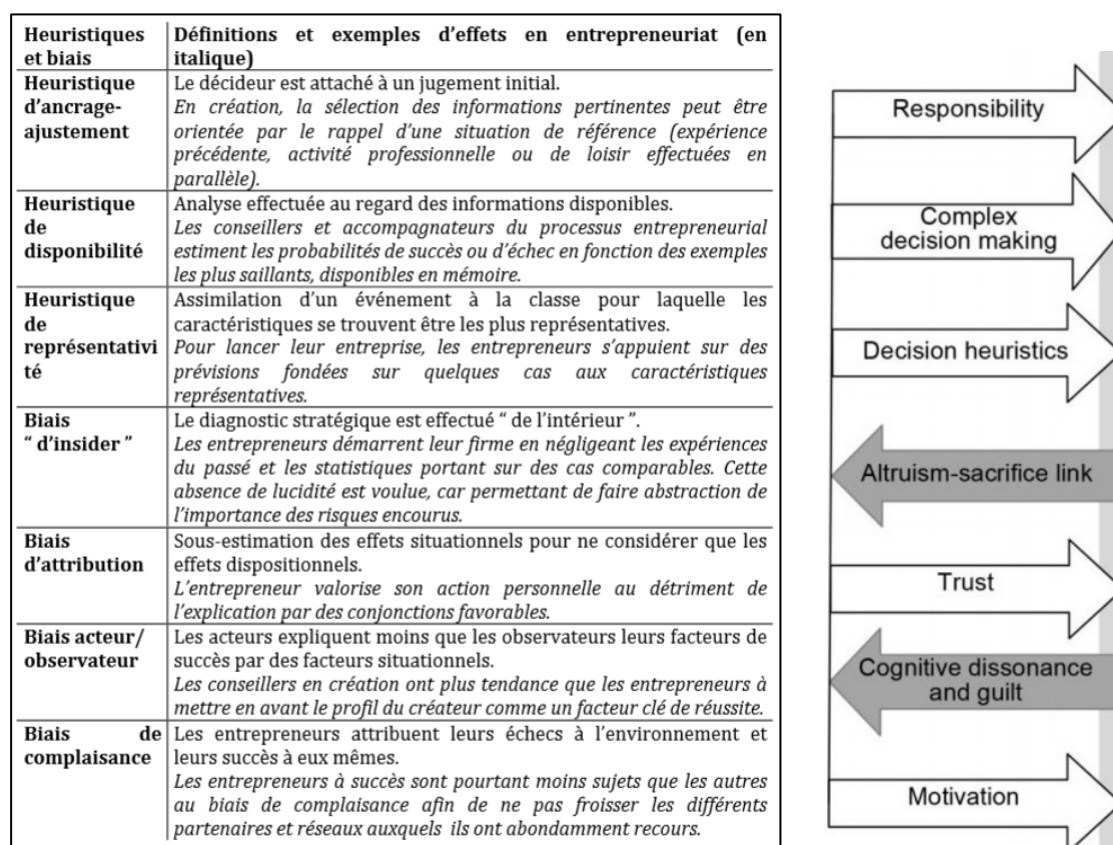 Heuristiques
et biais
Définitions et exemples d'effets en entrepreneuriat (en
italique)
Heuristique
d'ancrage-
ajustement
Le décideur est attaché à un jugement initial.
En création, la sélection des informations pertinentes peut être
orientée par le rappel d'une situation de référence (expérience
précédente, activité professionnelle ou de loisir effectuées en
parallèle).
Heuristique
de
disponibilité
Analyse effectuée au regard des informations disponibles.
Les conseillers et accompagnateurs du processus entrepreneurial
estiment les probabilités de succès ou d'échec en fonction des exemples
les plus saillants, disponibles en mémoire.
Heuristique
de
représentativi
té
Assimilation d'un événement à la classe pour laquelle les
caractéristiques se trouvent être les plus représentatives.
Pour lancer leur entreprise, les entrepreneurs s'appuient sur des
prévisions fondées sur quelques cas aux caractéristiques
représentatives.
Biais
" d'insider "
Le diagnostic stratégique est effectué " de l'intérieur ".
Les entrepreneurs démarrent leur firme en négligeant les expériences
du passé et les statistiques portant sur des cas comparables. Cette
absence de lucidité est voulue, car permettant de faire abstraction de
l'importance des risques encourus.
Biais
d'attribution
Sous-estimation des effets situationnels pour ne considérer que les
effets dispositionnels.
L'entrepreneur valorise son action personnelle au détriment de
l'explication par des conjonctions favorables.
Biais acteur/
observateur
Les acteurs expliquent moins que les observateurs leurs facteurs de
succès par des facteurs situationnels.
Les conseillers en création ont plus tendance que les entrepreneurs à
mettre en avant le profil du créateur comme un facteur clé de réussite.
Biais de
complaisance
Les entrepreneurs attribuent leurs échecs à l'environnement et
leurs succès à eux mêmes.
Les entrepreneurs à succès sont pourtant moins sujets que les autres
au biais de complaisance afin de ne pas froisser les différents
partenaires et réseaux auxquels ils ont abondamment recours.
Responsibility
Complex
decision making
Decision heuristics
Altruism-sacrifice link
Trust
Cognitive dissonance
and guilt
Motivation